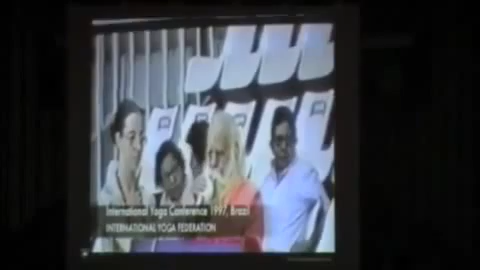 International Yoga Conference 1997, Brazil
INTERNATIONAL YOGA FEDERATION